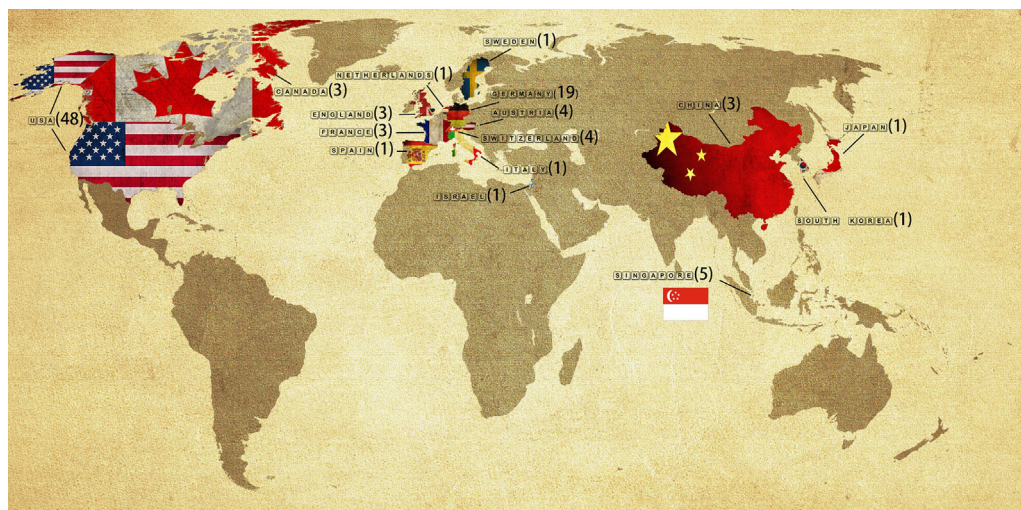 SWEDEN(1)
NETHERLANDS(1)
CANADA(3)
GERMANY(19)
USA(48)
ENGLAND(3)
AUSTRIA(4)
CHINA(3)
FRANCE(3)
SWITZERLAND(4)
JAPAN(1)
SPAIN(1)
ITALY(1)
ISRAEL(1)
SOUTH KOREA(1)
SINGAPORE(5)